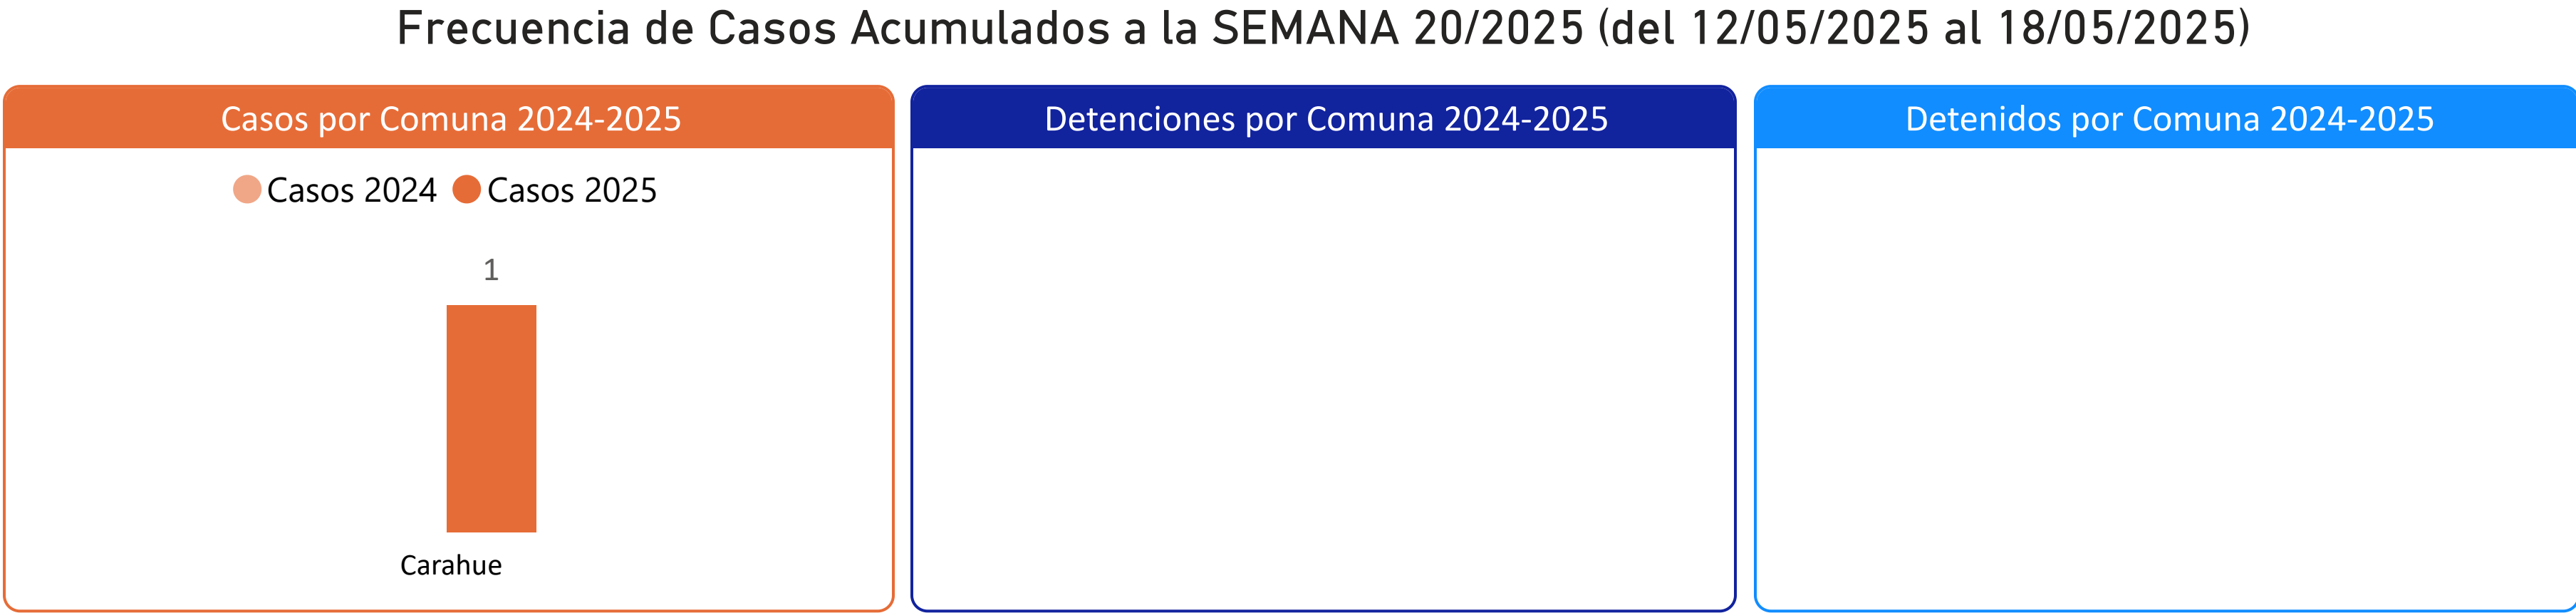 Frecuencia de Casos Acumulados a la SEMANA 20/2025 (del 12/05/2025 al 18/05/2025)
Casos por Comuna 2024-2025
Casos 2024 Casos 2025
1
Carahue
Detenciones por Comuna 2024-2025
Detenidos por Comuna 2024-2025